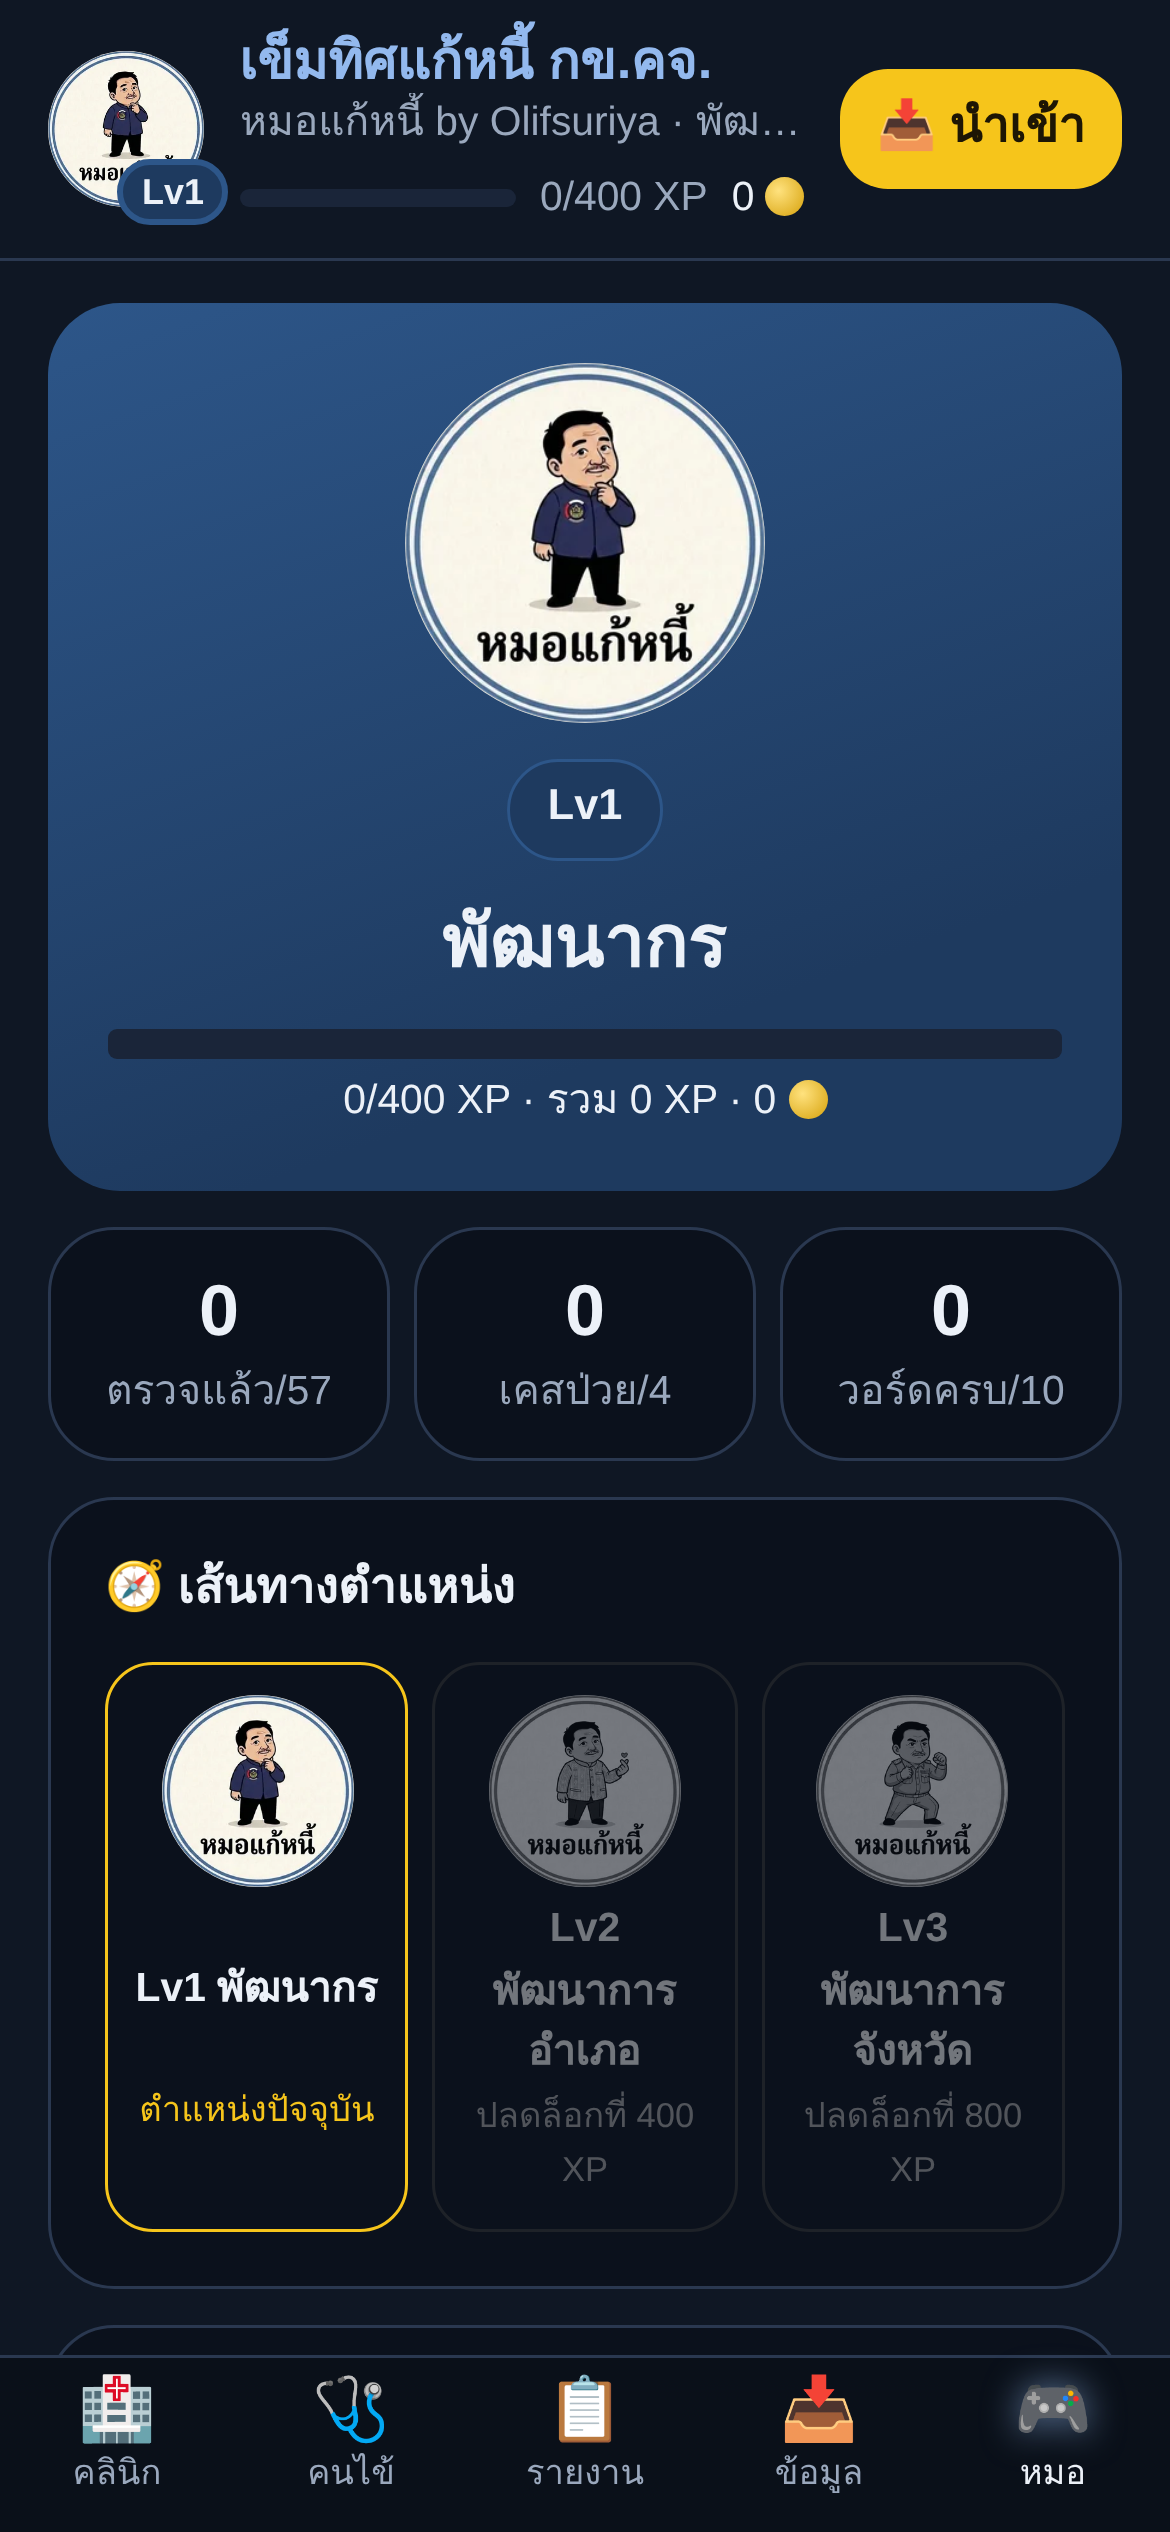 เข็มทิศแก้หนี้ กข.คจ.
หมอแก้หนี้ by Olifsuriya · พัฒ...
Lv1
0/400 XP 0
นำเข้า
หมอแก้หนี้
Lv1
พัฒนากร
0/400 XP · รวม 0 XP · 0
0
ตรวจแล้ว/57
0
เคสป่วย/4
0
วอร์ดครบ/10
เส้นทางตำแหน่ง
หมอแก้หนี้
Lv1 พัฒนากร
ตำแหน่งปัจจุบัน
หมอแก้หนี้
Lv2
พัฒนาการ
อำเภอ
ปลดล็อกที่ 400
XP
หมอแก้หนี้
Lv3
พัฒนาการ
จังหวัด
ปลดล็อกที่ 800
XP
คลินิก
คนไข้
รายงาน
ข้อมูล
หมอ